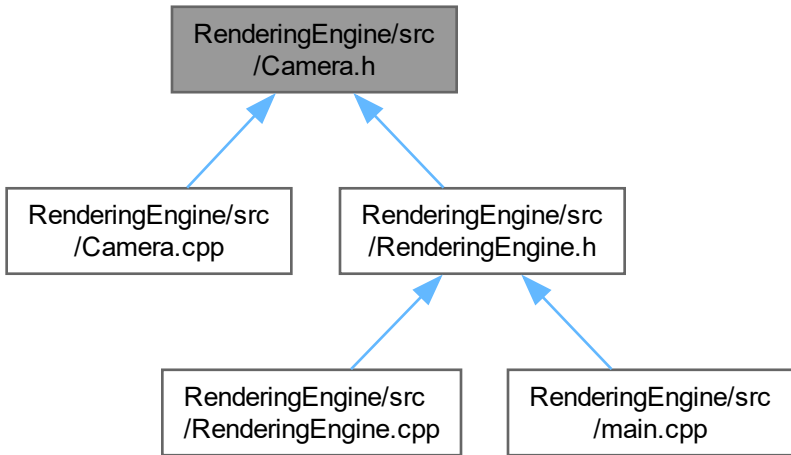 RenderingEngine/src
/Camera.h
RenderingEngine/src
/Camera.cpp
RenderingEngine/src
/RenderingEngine.h
RenderingEngine/src
/RenderingEngine.cpp
RenderingEngine/src
/main.cpp